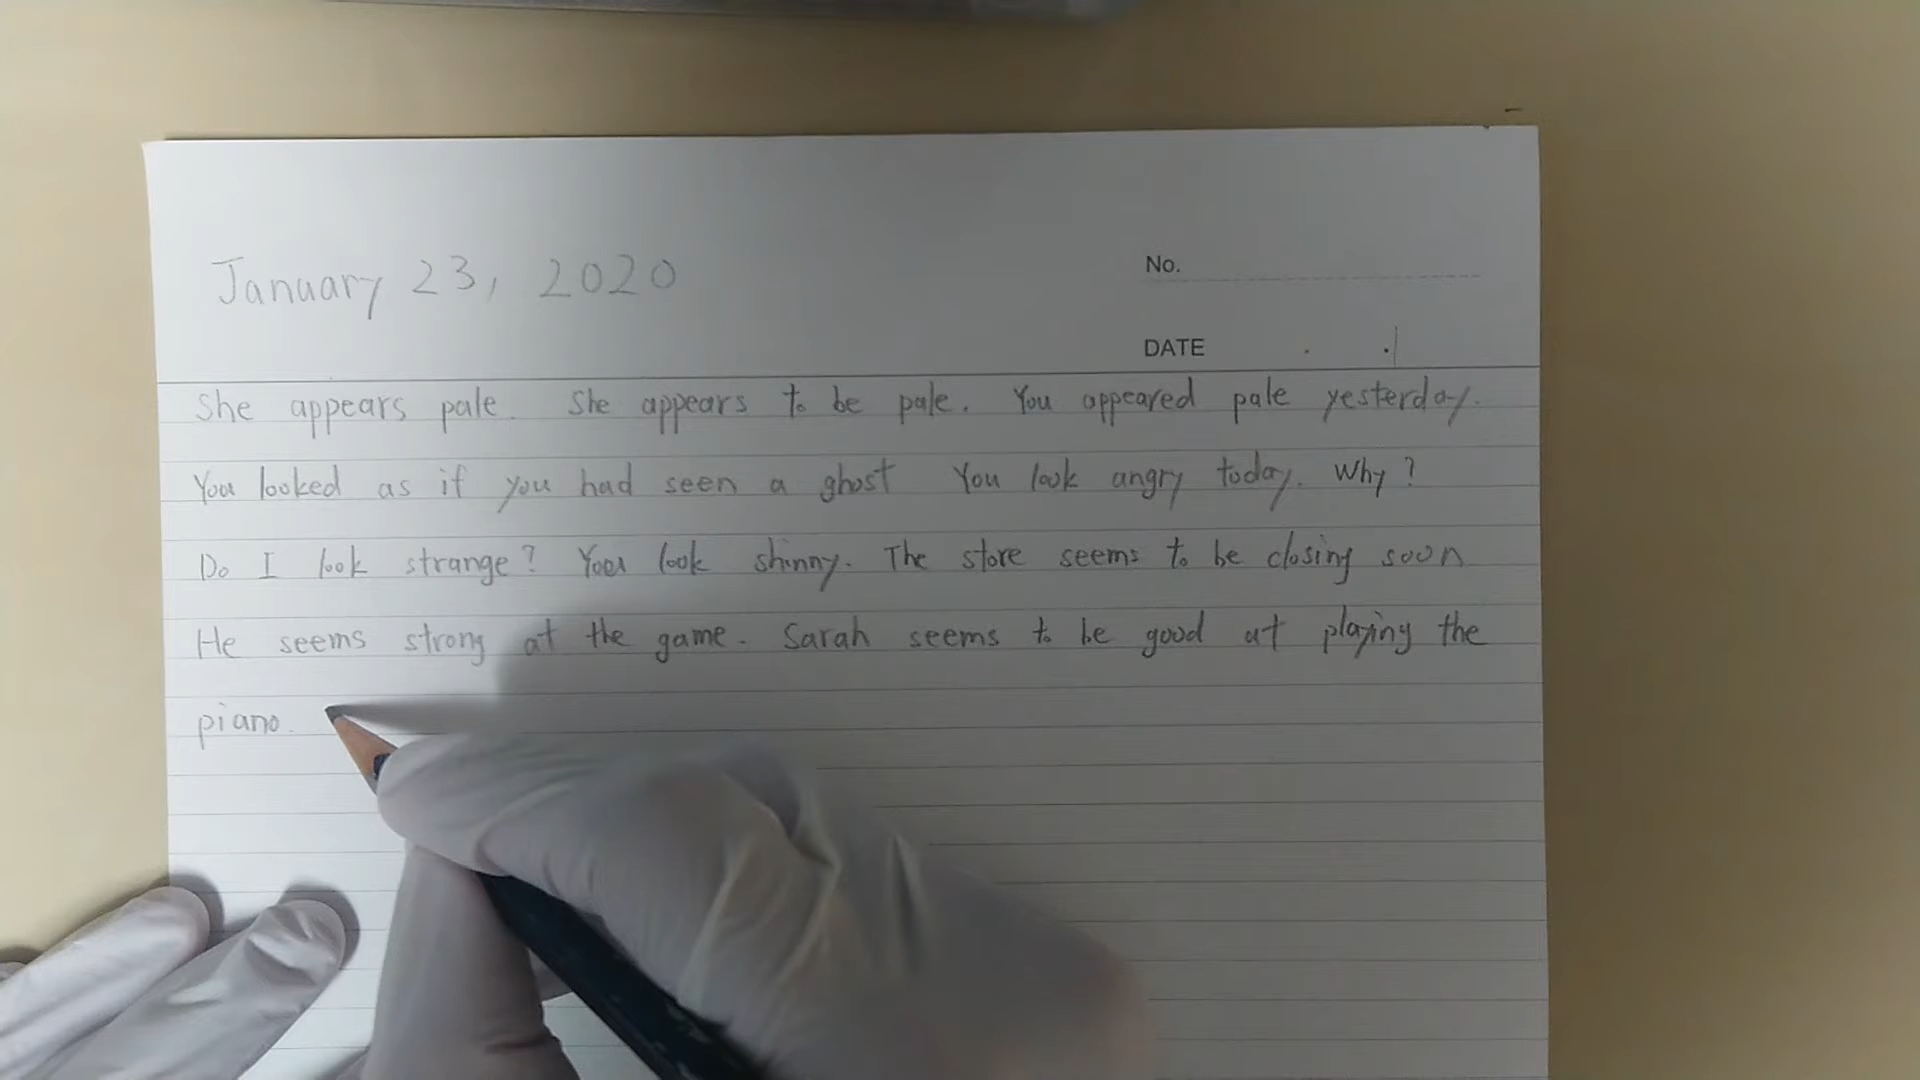 January 23, 2020
No.
DATE . .
She appears pale. She appears to be pale. You appeared pale yesterday.
You looked as if you had seen a ghost You look angry today. Why?
Do I look strange? You look shinny. The store seems to be closing soon
He seems strong at the game. Sarah seems to be good at playing the
piano.